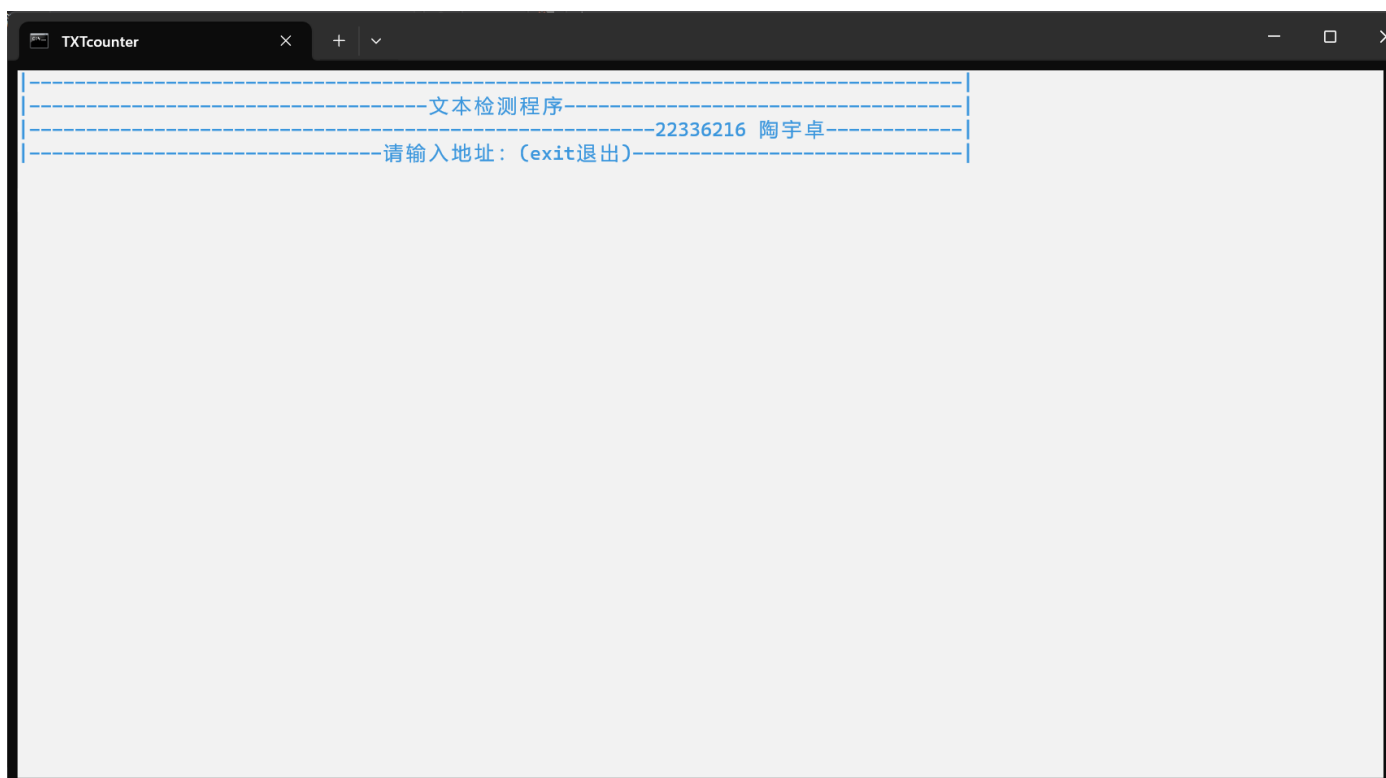 TXTcounter
|----------------------------------------------------------------------------------|
|-----------------------------------文本检测程序-----------------------------------|
|-------------------------------------------------------22336216 陶宇卓------------|
|-------------------------------请输入地址：(exit退出)-----------------------------|